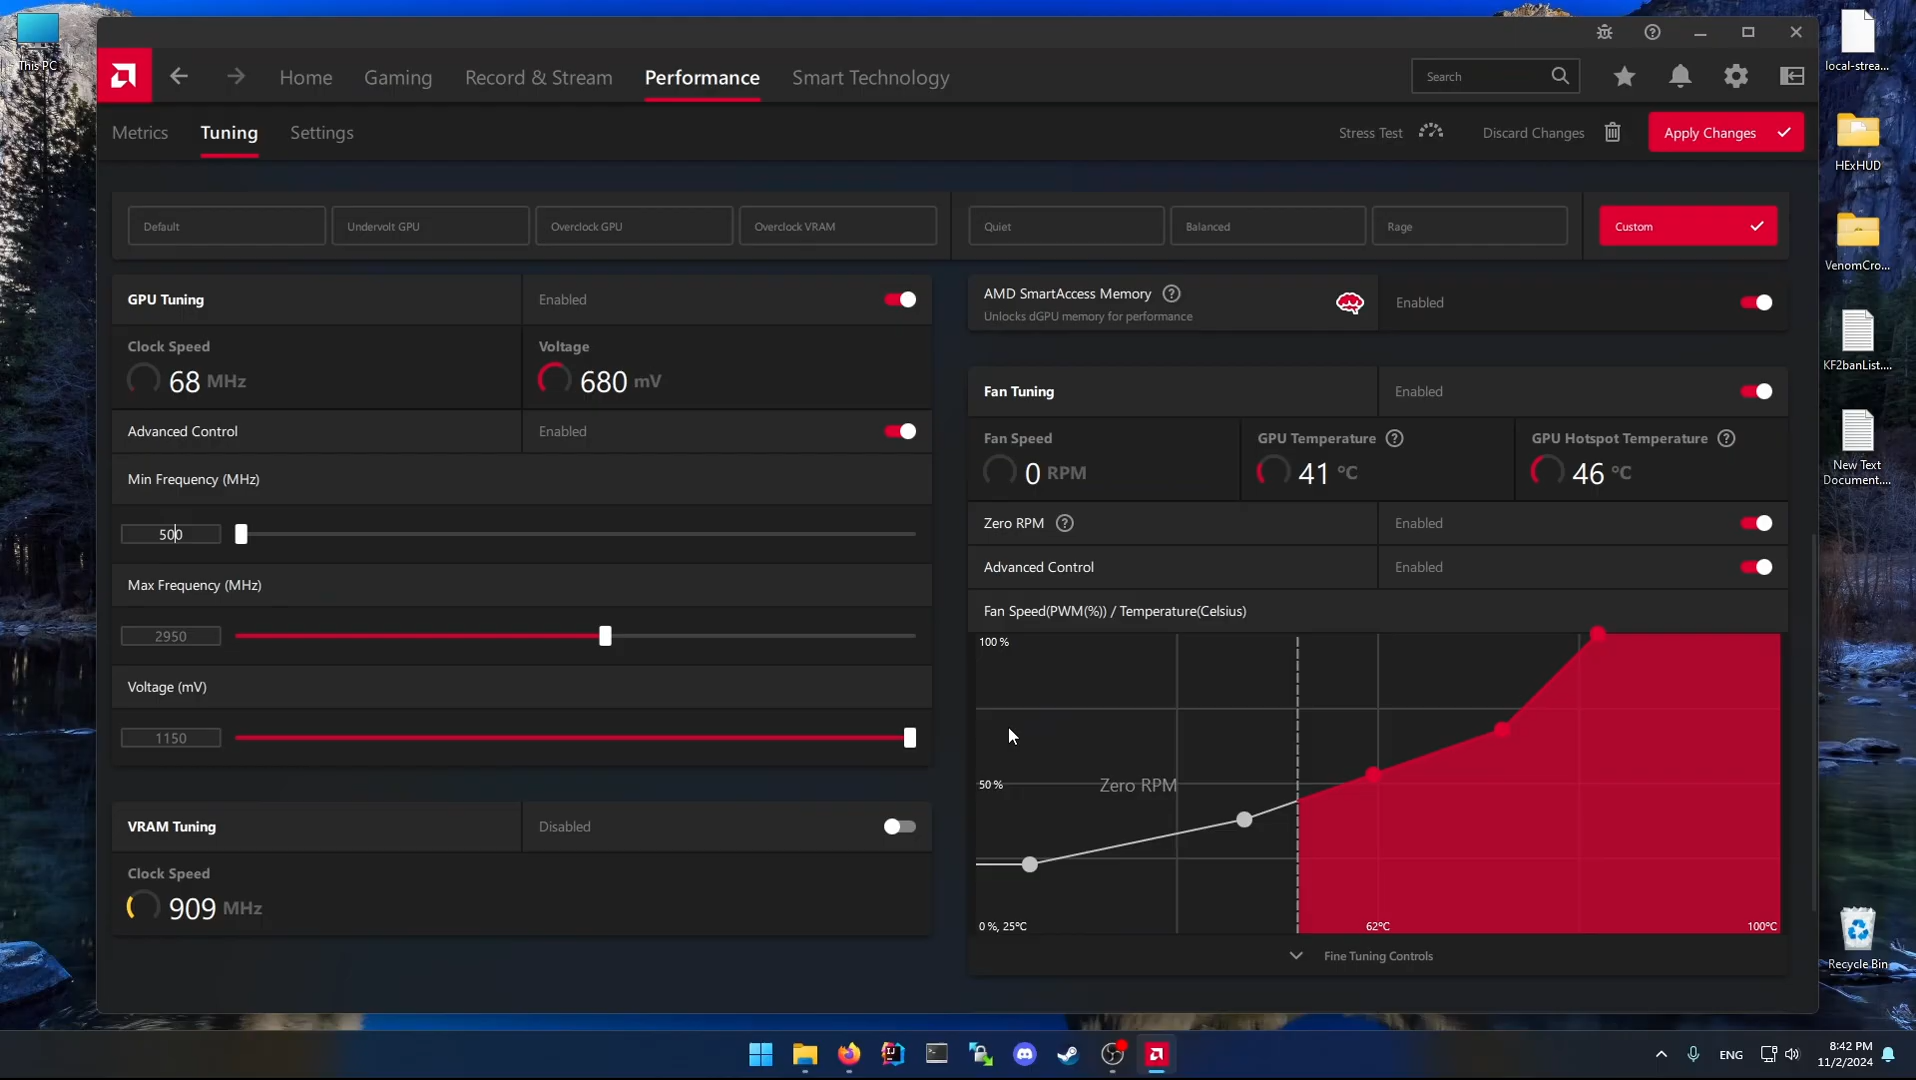 This PC
Home
Gaming
Record & Stream
Performance
Smart Technology
Search
local-strea...
Metrics
Tuning
Settings
Stress Test
Discard Changes
Apply Changes
HExHUD
Default
Undervolt GPU
Overclock GPU
Overclock VRAM
Quiet
Balanced
Rage
Custom
VenomCro...
GPU Tuning
Enabled
AMD SmartAccess Memory
Unlocks dGPU memory for performance
Enabled
Clock Speed
68 MHz
Voltage
680 mV
KF2banList....
Fan Tuning
Enabled
Advanced Control
Enabled
Fan Speed
0 RPM
GPU Temperature
41 °C
GPU Hotspot Temperature
46 °C
New Text
Document....
Min Frequency (MHz)
500
Zero RPM
Enabled
Advanced Control
Enabled
Max Frequency (MHz)
2950
Fan Speed(PWM(%)) / Temperature(Celsius)
100 %
Voltage (mV)
1150
50 %
Zero RPM
VRAM Tuning
Disabled
Clock Speed
909 MHz
0 %, 25°C
62°C
100°C
Fine Tuning Controls
Recycle Bin
ENG
8:42 PM
11/2/2024